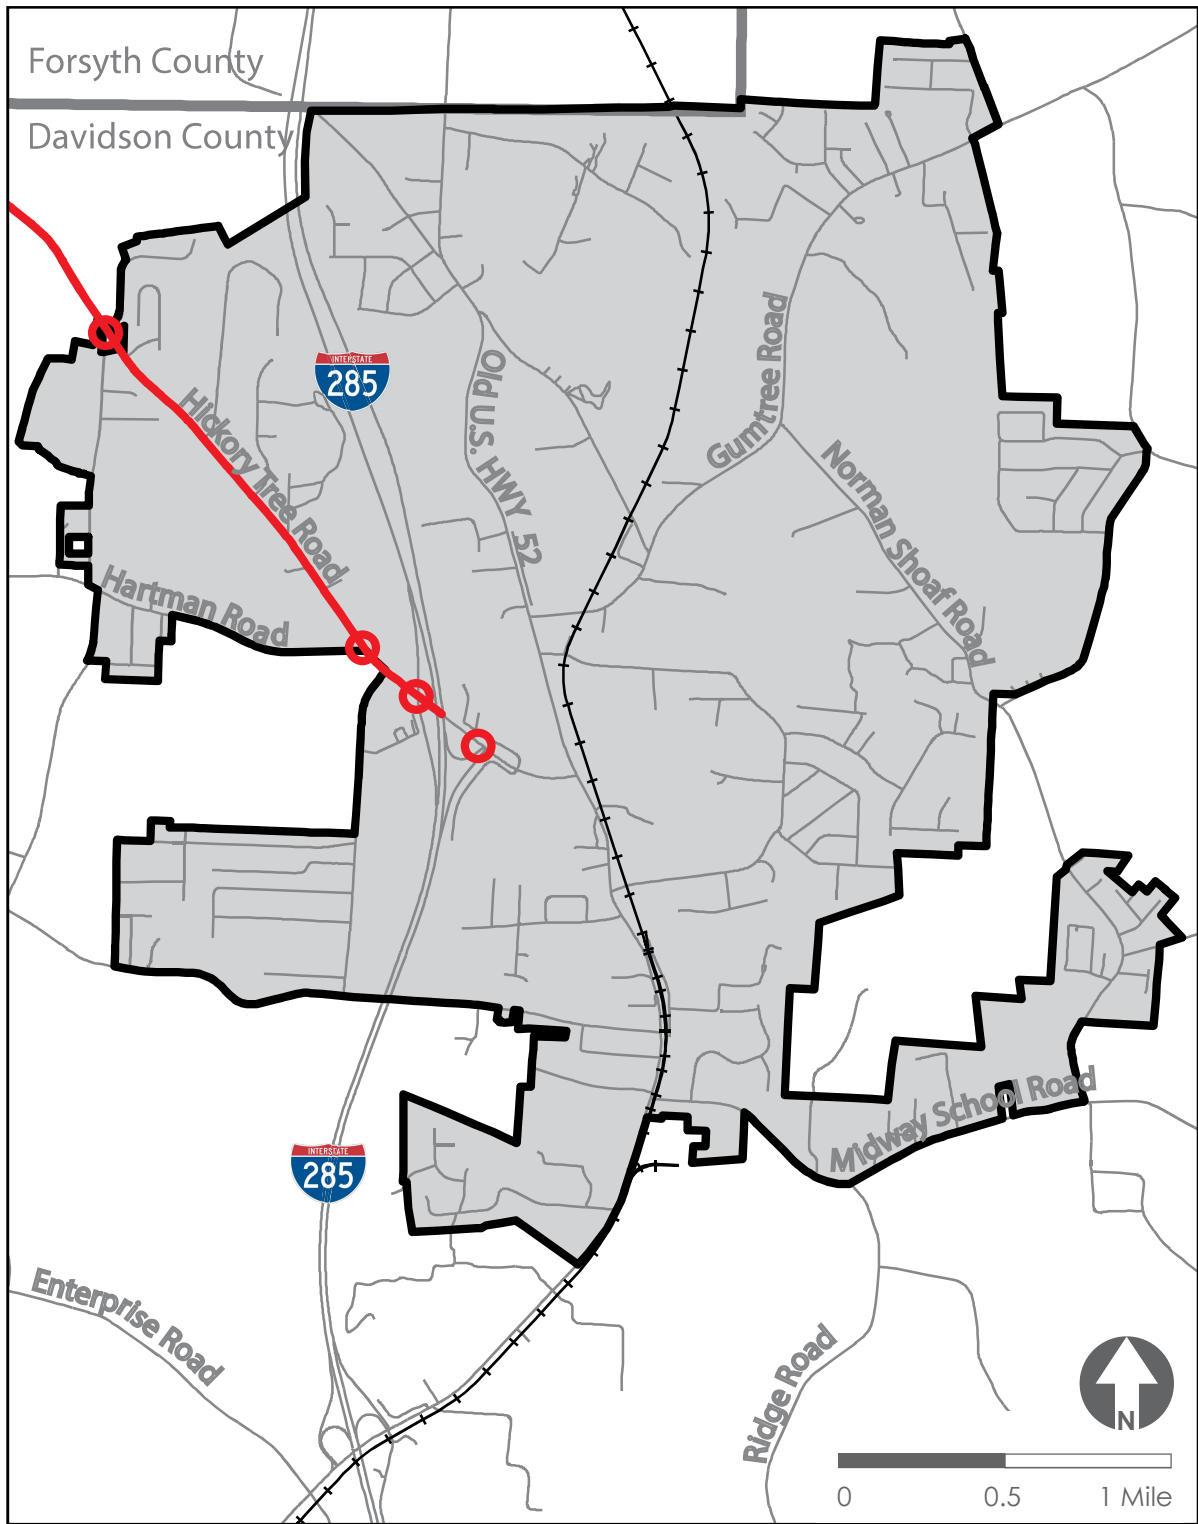 Forsyth County
Davidson County
INTERSTATE
285
Old U.S. HWY 52
Gumtree Road
Hickory Tree Road
Norman Shoaf Road
Hartman Road
Midway School Road
INTERSTATE
285
Enterprise Road
Ridge Road
N
0 0.5 1 Mile